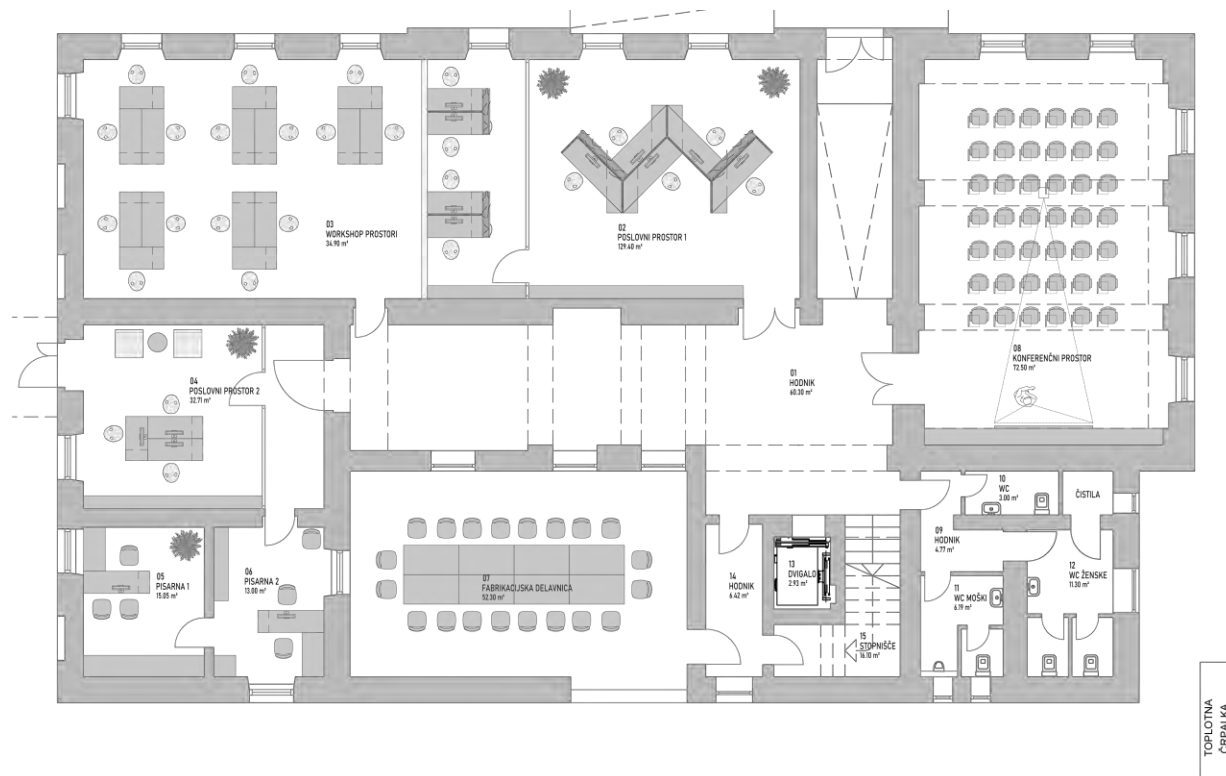 03
WORKSHOP PROSTORI
34.90 m²
02
POSLOVNI PROSTOR 1
129.40 m²
08
KONFERENČNI PROSTOR
72.50 m²
04
POSLOVNI PROSTOR 2
32.71 m²
01
HODNIK
60.30 m²
10
WC
3.00 m²
ČISTILA
09
HODNIK
4.77 m²
05
PISARNA 1
15.05 m²
06
PISARNA 2
13.00 m²
07
FABRIKACIJSKA DELAVNICA
52.30 m²
14
HODNIK
6.42 m²
13
DVIGALO
2.93 m²
12
WC ŽENSKE
11.30 m²
11
WC MOŠKI
6.19 m²
15
STOPNIŠČE
16.10 m²
TOPLOTNA
ČRPALKA